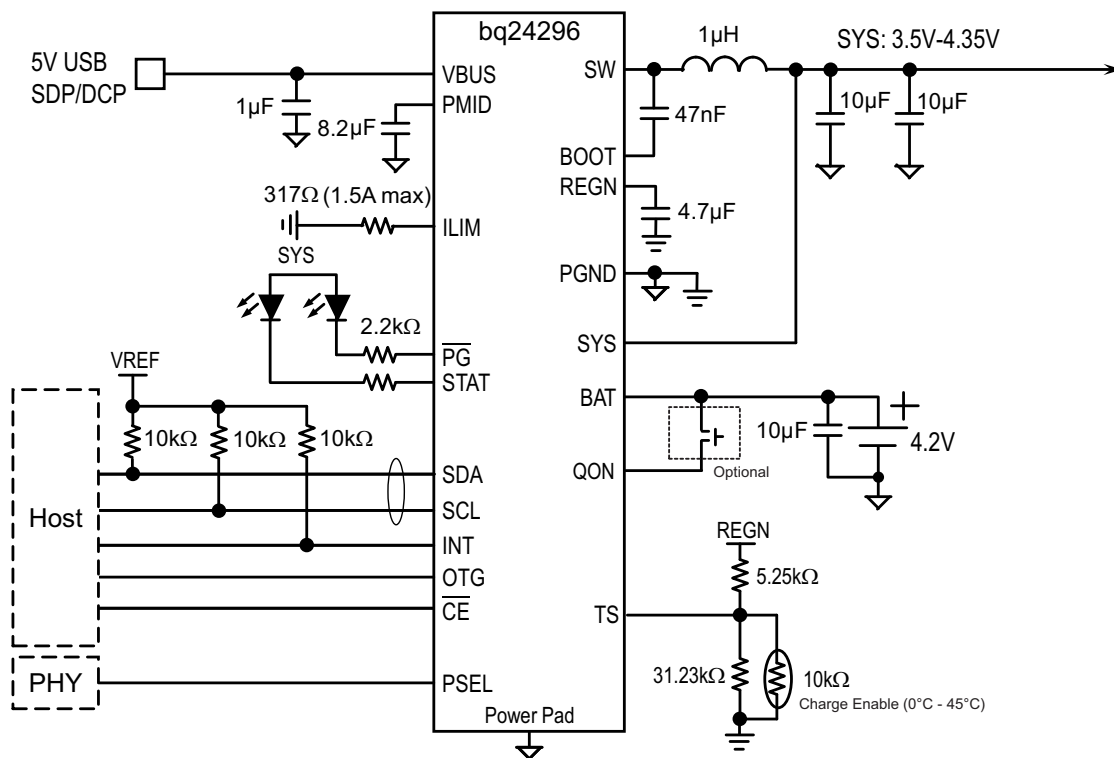 bq24296
5V USB
SDP/DCP
1µF
8.2µF
VBUS
PMID
317Ω (1.5A max)
ILIM
SYS
2.2kΩ
PG
STAT
VREF
10kΩ
10kΩ
10kΩ
Host
SDA
SCL
INT
OTG
CE
PHY
PSEL
Power Pad
SW
1µH
SYS: 3.5V-4.35V
47nF
10µF
10µF
BOOT
REGN
4.7µF
PGND
SYS
BAT
10µF
4.2V
QON
Optional
REGN
5.25kΩ
TS
31.23kΩ
10kΩ
Charge Enable (0°C - 45°C)